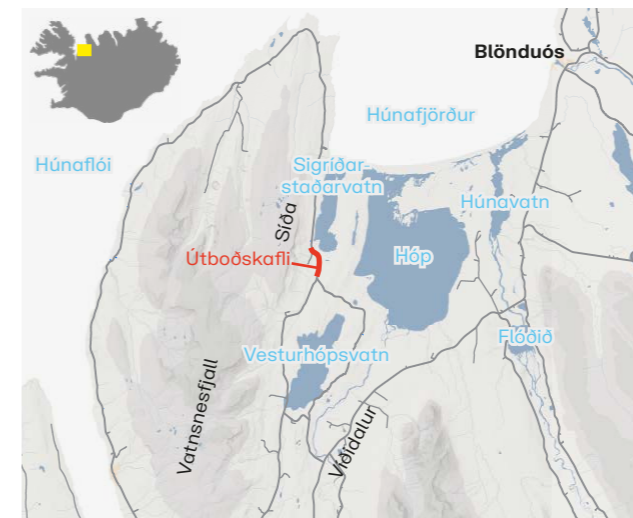 Blönduós
Húnafjörður
Húnaflói
Sigríðar-
staðarvatn
Húnavatn
Síða
Útboðskafli
Hóp
Flóðið
Vesturhópsvatn
Vatnsnesfjall
Víðidalur